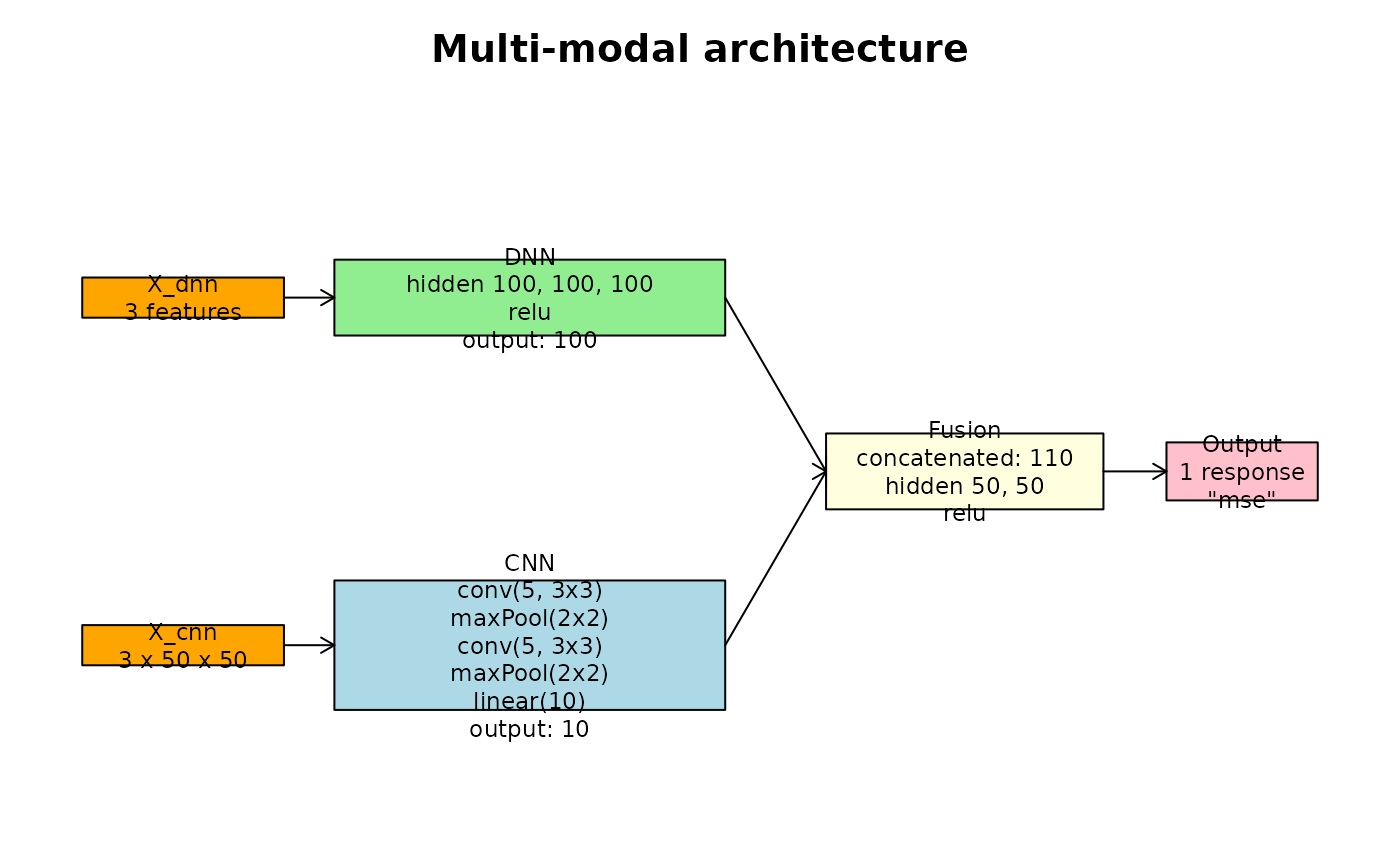 Multi-modal architecture
X_dnn
3 features
DNN
hidden 100, 100, 100
relu
output: 100
X_cnn
3 x 50 x 50
CNN
conv(5, 3x3)
maxPool(2x2)
conv(5, 3x3)
maxPool(2x2)
linear(10)
output: 10
Fusion
concatenated: 110
hidden 50, 50
relu
Output
1 response
"mse"